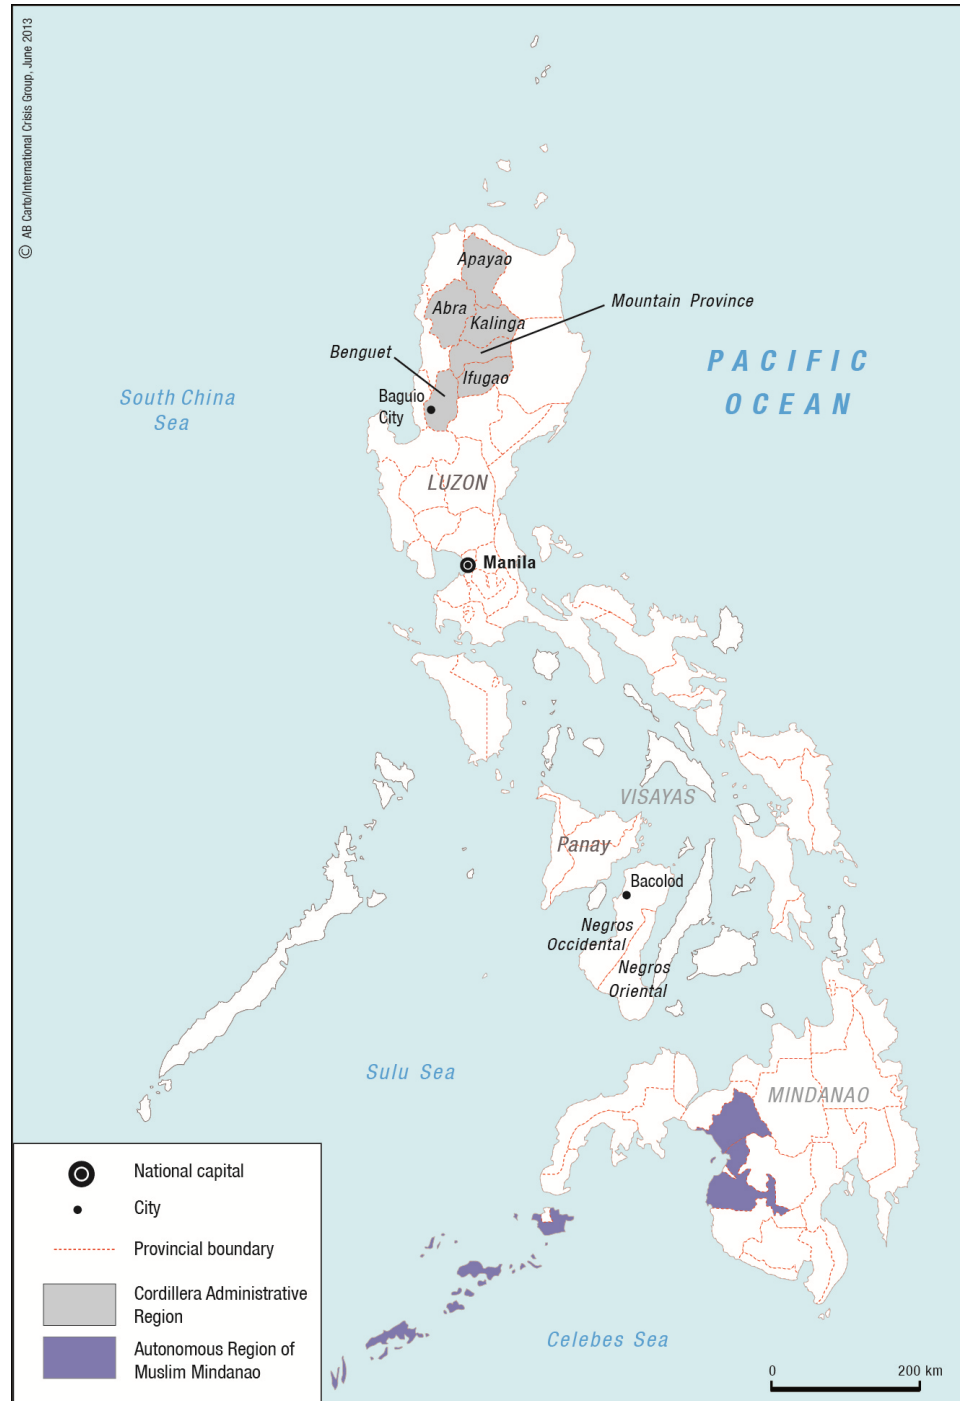 © AB Carto/International Crisis Group, June 2013
Apayao
Abra
Kalinga
Mountain Province
Benguet
Ifugao
Baguio
City
PACIFIC
OCEAN
South China
Sea
LUZON
Manila
VISAYAS
Panay
Bacolod
Negros
Occidental
Negros
Oriental
Sulu Sea
MINDANAO
National capital
City
Provincial boundary
Cordillera Administrative
Region
Autonomous Region of
Muslim Mindanao
Celebes Sea
0 200 km